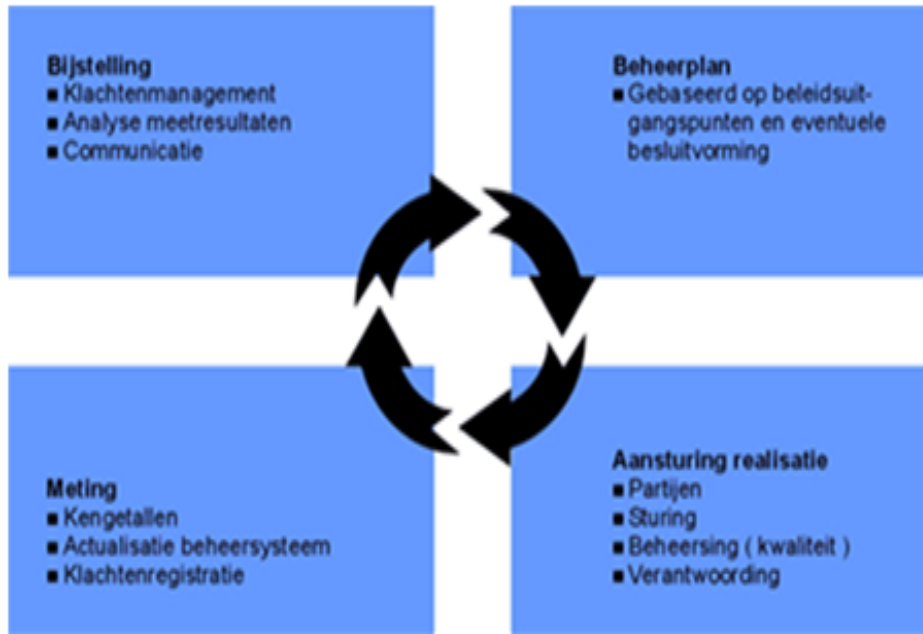 Bijstelling
■ Klachtenmanagement
■ Analyse meetresultaten
■ Communicatie
Beheerplan
■ Gebaseerd op beleidsuit-
gangspunten en eventuele
besluitvorming
Meting
■ Kengetallen
■ Actualisatie beheersysteem
■ Klachtenregistratie
Aansturing realisatie
■ Partijen
■ Sturing
■ Beheersing ( kwaliteit )
■ Verantwoording